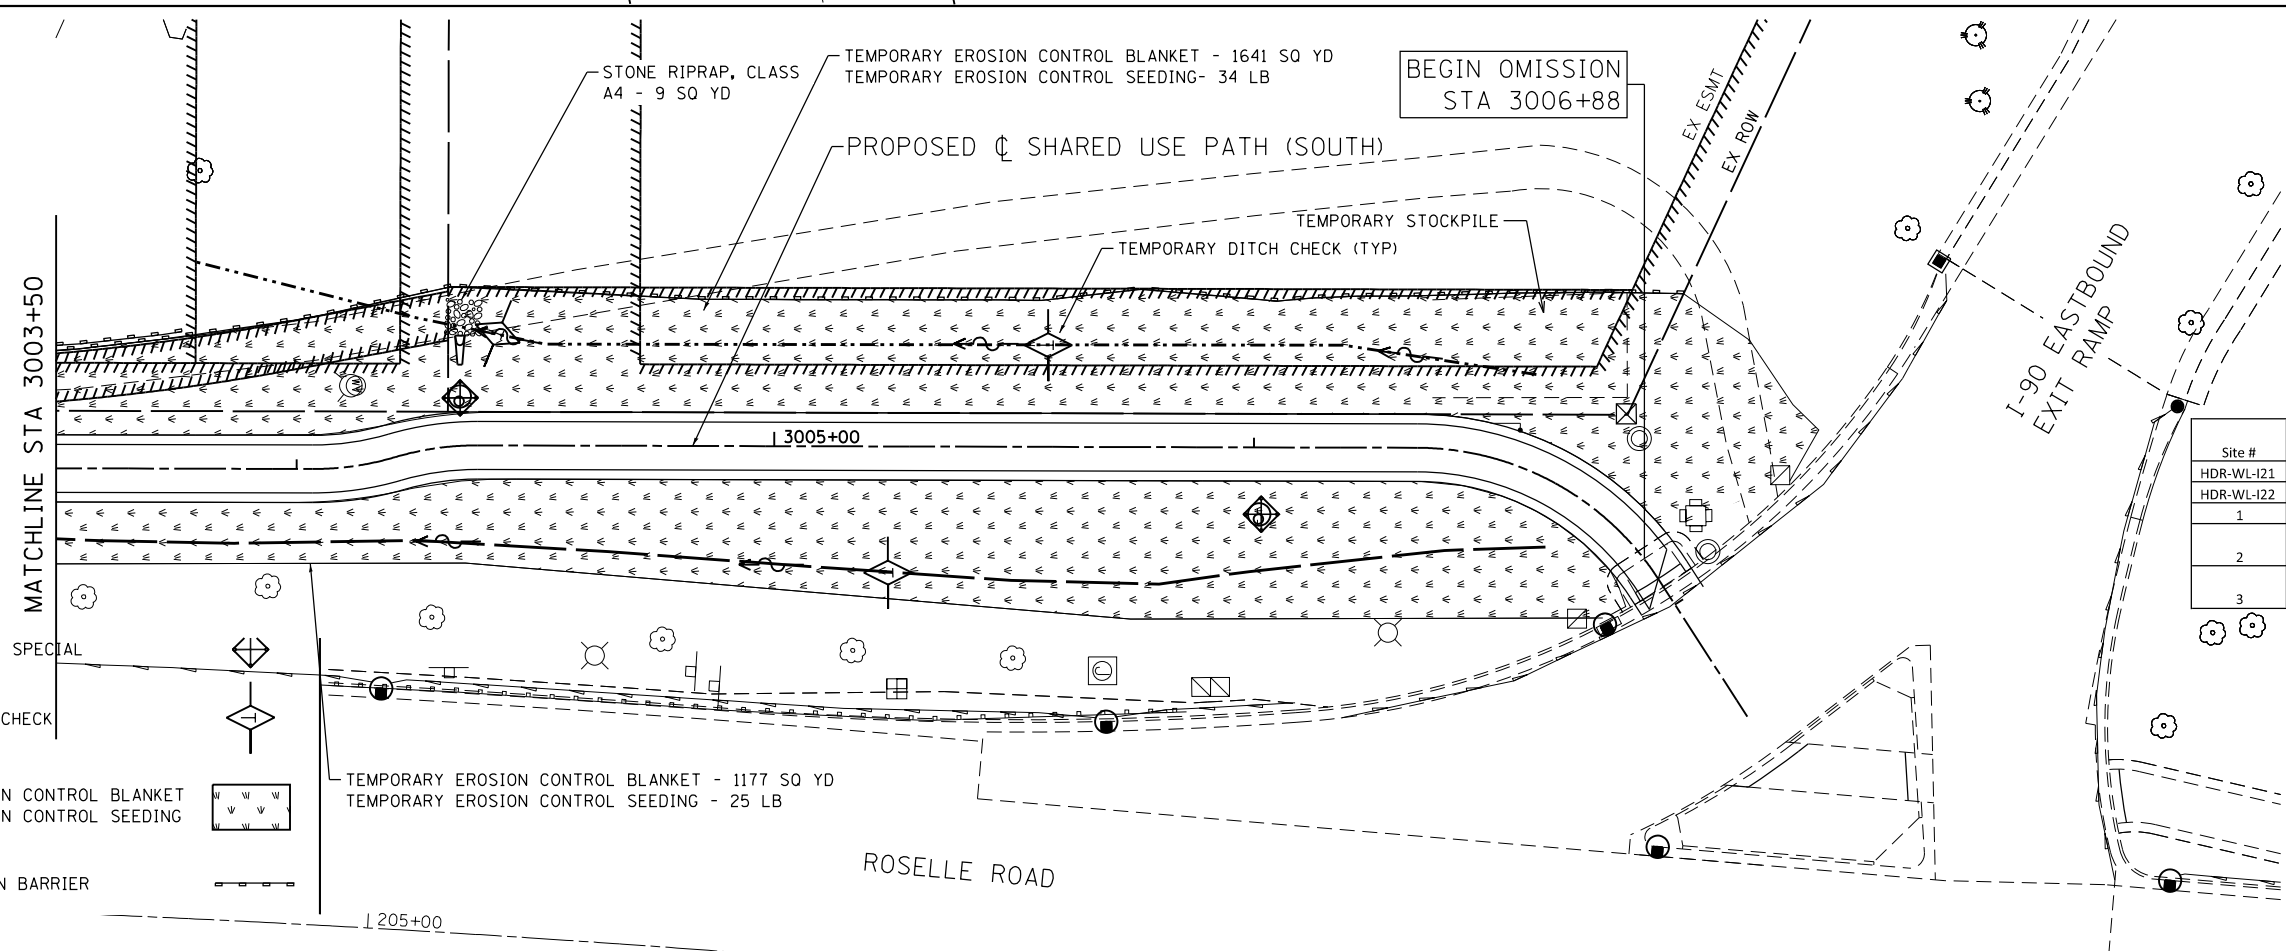 STONE RIPRAP, CLASS
A4 - 9 SQ YD
TEMPORARY EROSION CONTROL BLANKET - 1641 SQ YD
TEMPORARY EROSION CONTROL SEEDING- 34 LB
PROPOSED ℄ SHARED USE PATH (SOUTH)
BEGIN OMISSION
STA 3006+88
EX ESMT
EX ROW
TEMPORARY STOCKPILE
TEMPORARY DITCH CHECK (TYP)
I-90 EASTBOUND
EXIT RAMP
MATCHLINE STA 3003+50
3005+00
Site #
HDR-WL-I21
HDR-WL-I22
1
2
3
SPECIAL
CHECK
N CONTROL BLANKET
N CONTROL SEEDING
N BARRIER
TEMPORARY EROSION CONTROL BLANKET - 1177 SQ YD
TEMPORARY EROSION CONTROL SEEDING - 25 LB
ROSELLE ROAD
205+00